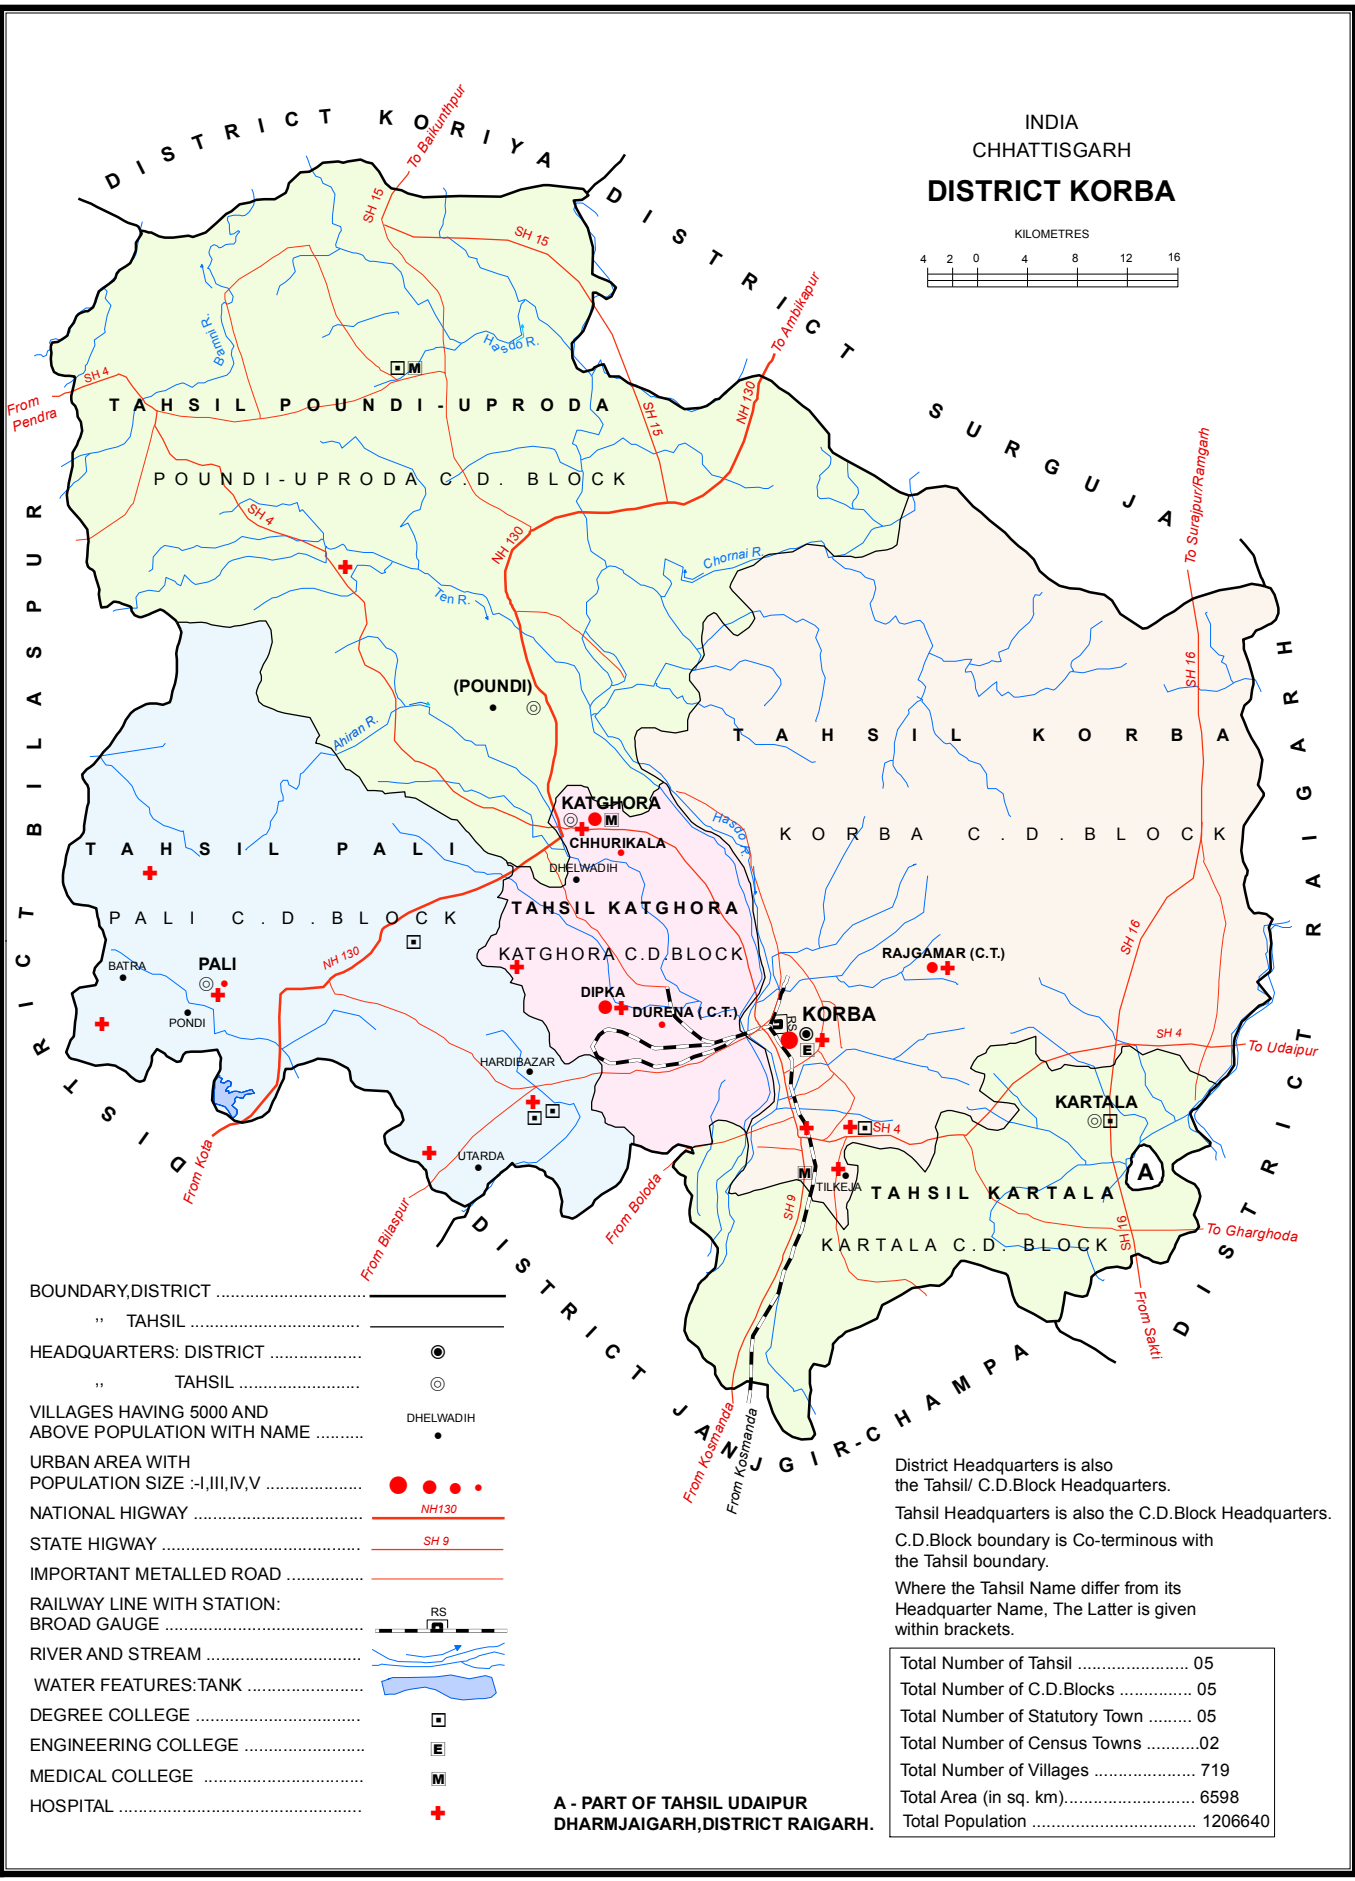 INDIA
CHHATTISGARH
DISTRICT KORBA
KILOMETRES
4 2 0 4 8 12 16
DISTRICT KORIYA
To Baikunthpur
SH 15
SH 15
DISTRICT SURGUJA
To Ambikapur
Bamni R.
Hasdo R.
M
SH 4
From
Pendra
TAHSIL POUNDI-UPRODA
SH 15
NH 130
POUNDI-UPRODA C.D. BLOCK
SH 4
NH 130
To Surajpur/Ramgarh
Chornai R.
Ten R.
DISTRICT BILASPUR
DISTRICT RAIGARH
SH 16
(POUNDI)
Ahiran R.
TAHSIL KORBA
KATGHORA
M
Hasdo R.
KORBA C.D.BLOCK
CHHURIKALA
TAHSIL PALI
DHELWADIH
TAHSIL KATGHORA
PALI C.D.BLOCK
SH 16
KATGHORA C.D.BLOCK
RAJGAMAR (C.T.)
NH 130
BATRA
PALI
DIPKA
DURENA ( C.T.)
RS
KORBA
E
PONDI
SH 4
To Udaipur
HARDIBAZAR
KARTALA
SH 4
UTARDA
From Kota
From Boloda
M
TILKEJA
A
TAHSIL KARTALA
SH 9
SH 16
To Gharghoda
KARTALA C.D. BLOCK
From Bilaspur
From Sakti
DISTRICT JANJGIR-CHAMPA
From Kosmanda
From Kosmanda
BOUNDARY,DISTRICT ...............................
,, TAHSIL ...................................
HEADQUARTERS: DISTRICT ...................
,, TAHSIL .........................
VILLAGES HAVING 5000 AND
ABOVE POPULATION WITH NAME ..........
DHELWADIH
URBAN AREA WITH
POPULATION SIZE :-I,III,IV,V ....................
NATIONAL HIGWAY ...................................
NH130
STATE HIGWAY .........................................
SH 9
IMPORTANT METALLED ROAD ................
RAILWAY LINE WITH STATION:
BROAD GAUGE .........................................
RS
RIVER AND STREAM ................................
WATER FEATURES:TANK ........................
DEGREE COLLEGE ..................................
ENGINEERING COLLEGE .........................
E
MEDICAL COLLEGE .................................
M
HOSPITAL ..................................................
A - PART OF TAHSIL UDAIPUR
DHARMJAIGARH,DISTRICT RAIGARH.
District Headquarters is also
the Tahsil/ C.D.Block Headquarters.
Tahsil Headquarters is also the C.D.Block Headquarters.
C.D.Block boundary is Co-terminous with
the Tahsil boundary.
Where the Tahsil Name differ from its
Headquarter Name, The Latter is given
within brackets.
Total Number of Tahsil ....................... 05
Total Number of C.D.Blocks ............... 05
Total Number of Statutory Town ......... 05
Total Number of Census Towns ...........02
Total Number of Villages ..................... 719
Total Area (in sq. km)........................... 6598
Total Population .................................. 1206640